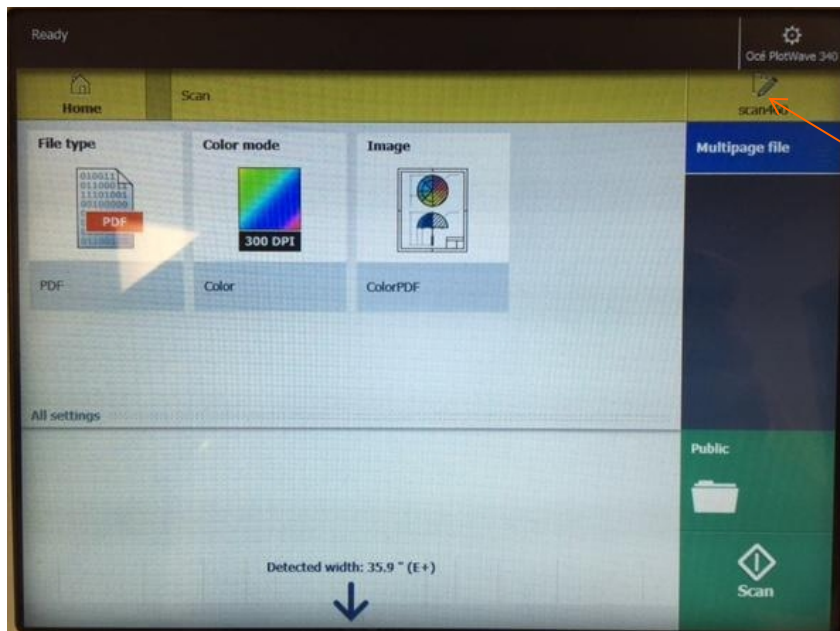 Ready
Océ PlotWave 340
Home
Scan
File type
Color mode
Image
Multipage file
PDF
300 DPI
PDF
Color
ColorPDF
All settings
Public
Detected width: 35.9 " (E+)
Scan